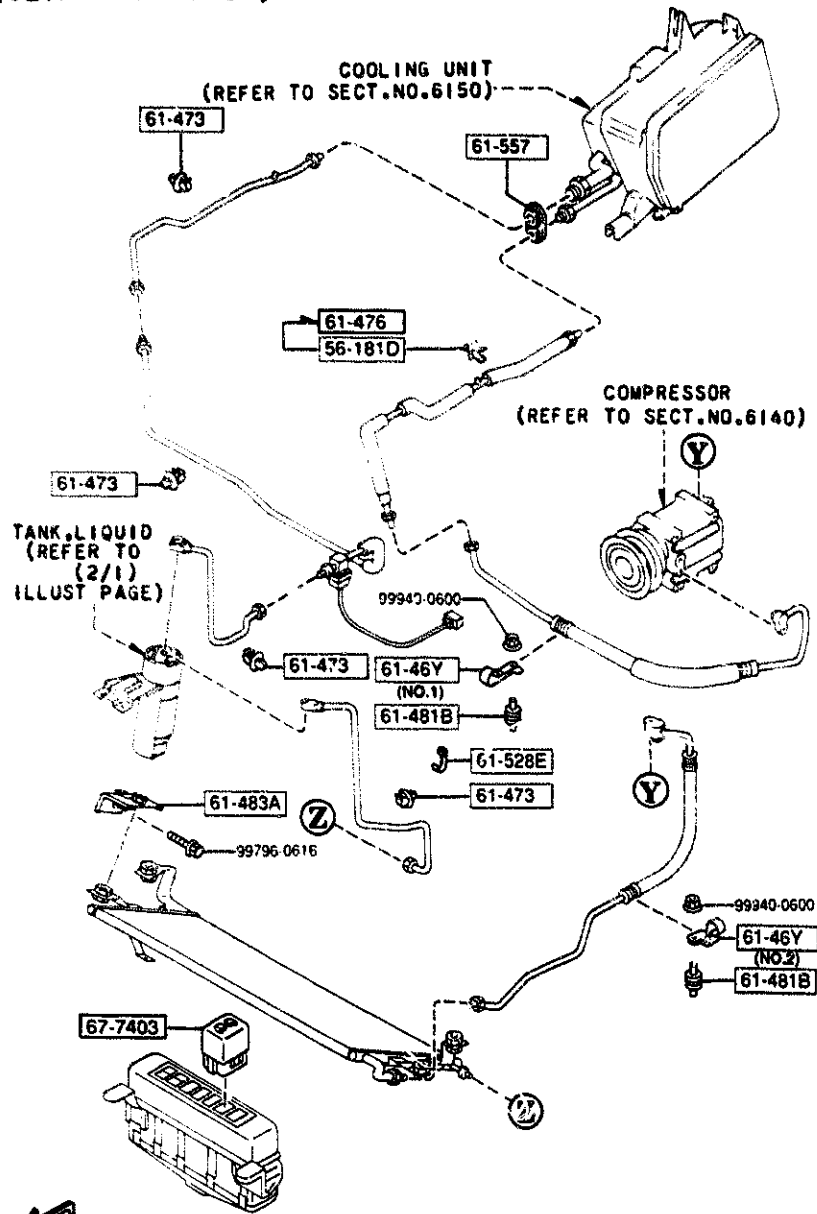 COOLING UNIT
(REFER TO SECT.NO.6150)
61-473
61-557
61-476
56-181D
COMPRESSOR
(REFER TO SECT.NO.6140)
Y
61-473
TANK,LIQUID
(REFER TO
(2/1)
ILLUST PAGE)
99940-0600
61-473
61-46Y
(NO.1)
61-481B
61-528E
Y
61-483A
61-473
Z
99796-0616
99940-0600
61-46Y
(NO.2)
61-481B
67-7403
Z